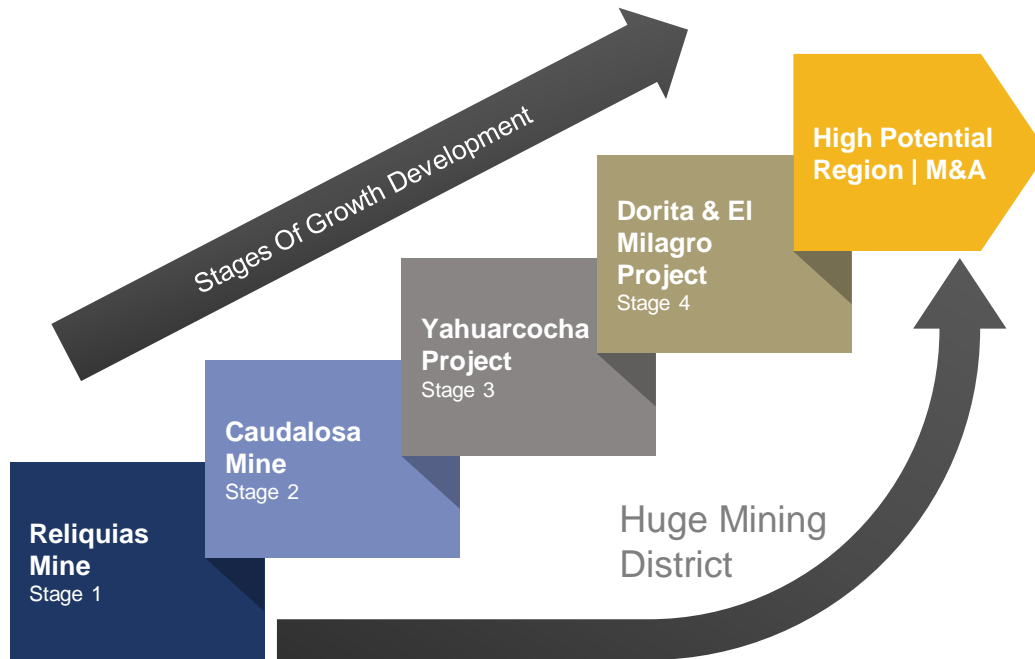 Stages Of Growth Development
High Potential
Region | M&A
Dorita & El
Milagro
Project
Stage 4
Yahuarcocha
Project
Stage 3
Caudalosa
Mine
Stage 2
Reliquias
Mine
Stage 1
Huge Mining
District